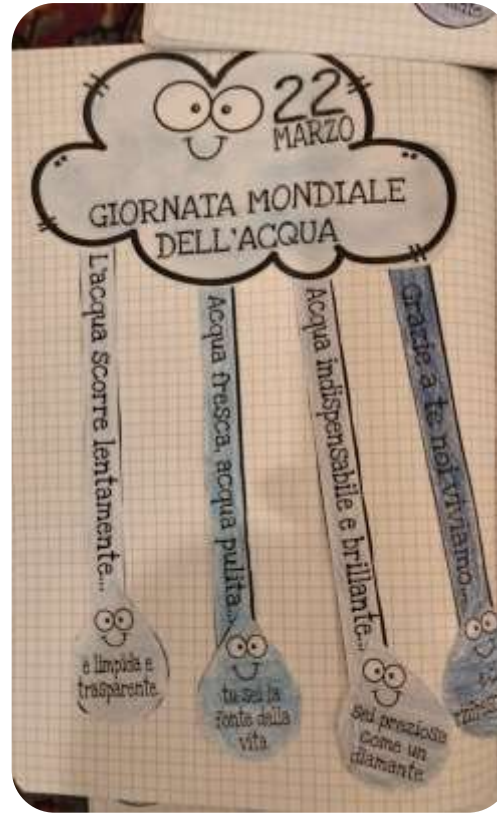 22
MARZO
GIORNATA MONDIALE
DELL'ACQUA
L'acqua scorre lentamente...
è limpida e
trasparente.
Acqua fresca, acqua pulita...
tu sei la
fonte della
vita
Acqua indispensabile e brillante...
sei preziosa
come un
diamante.
Grazie a te noi viviamo...